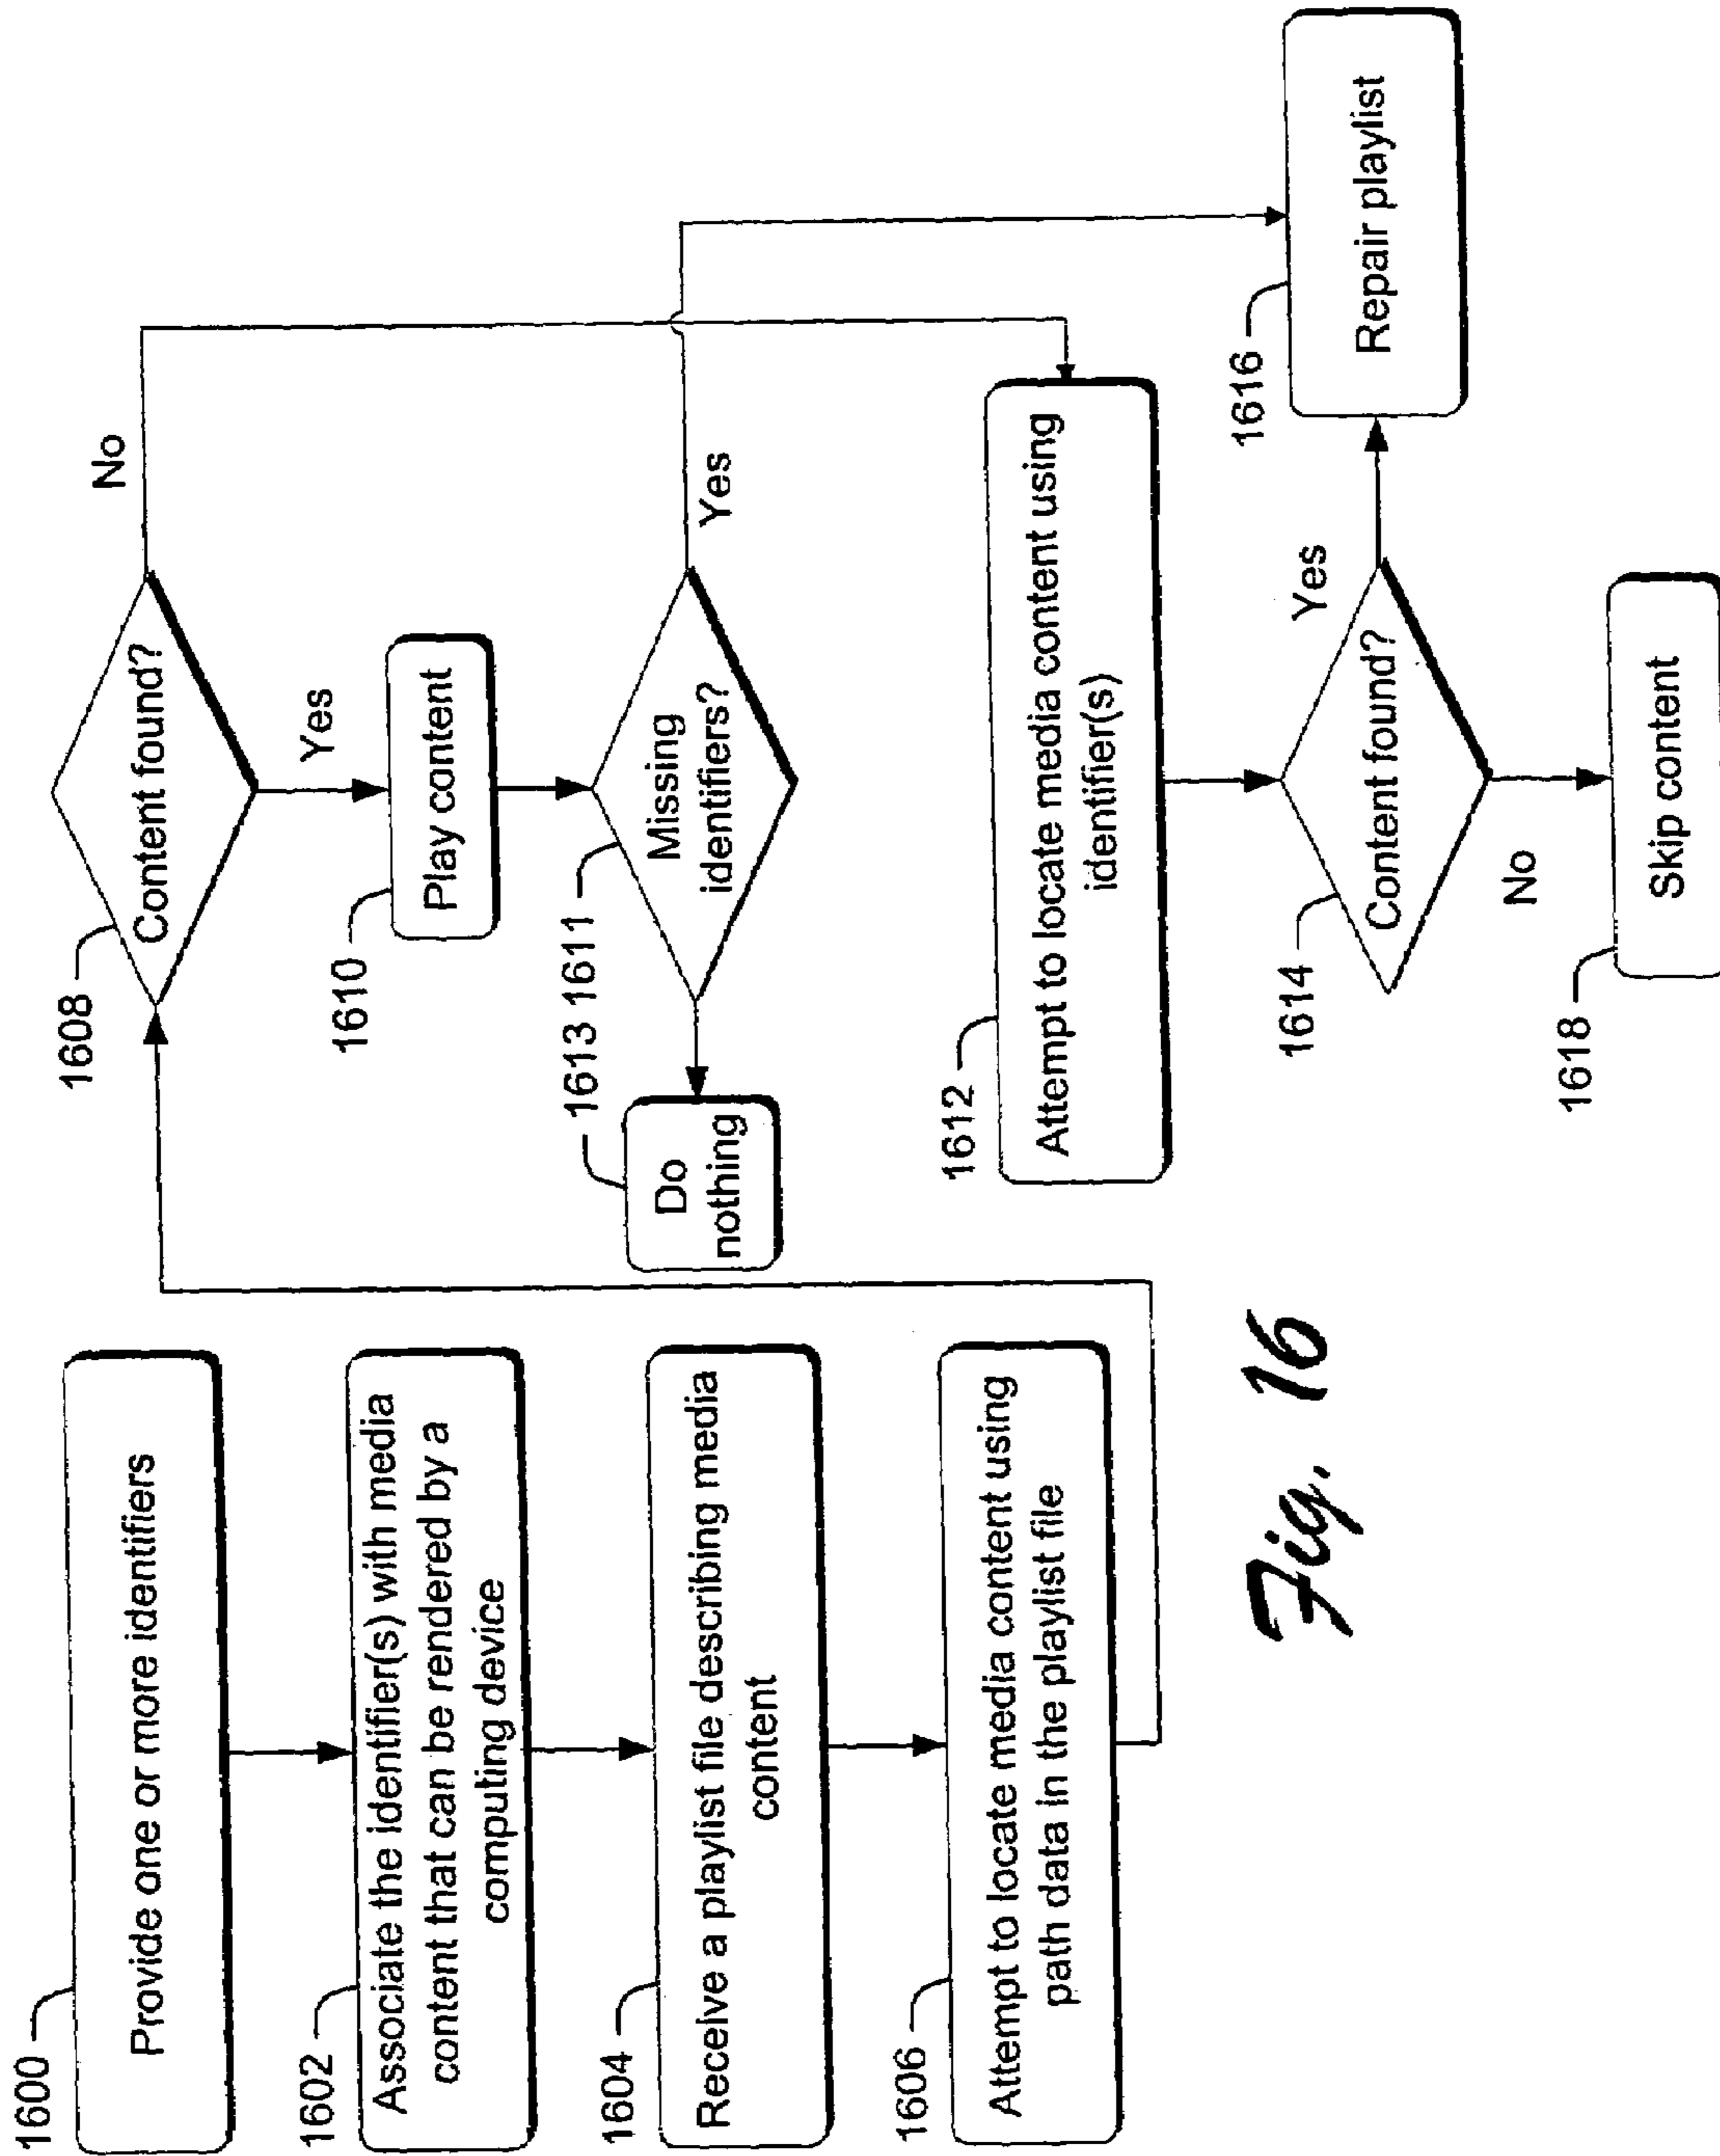 1600
Provide one or more identifiers
1602
Associate the identifier(s) with media
content that can be rendered by a
computing device
1604
Receive a playlist file describing media
content
1606
Attempt to locate media content using
path data in the playlist file
1608
Content found?
No
Yes
1610
Play content
1613
1611
Missing
identifiers?
Yes
Do
nothing
1612
Attempt to locate media content using
identifier(s)
1614
Content found?
Yes
1616
Repair playlist
No
1618
Skip content
Fig. 16